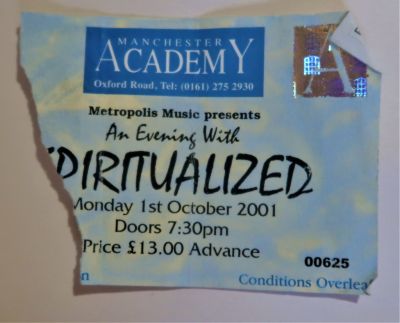 MANCHESTER
ACADEMY
Oxford Road, Tel: (0161) 275 2930
Metropolis Music presents
An Evening With
SPIRITUALIZED
Monday 1st October 2001
Doors 7:30pm
Price £13.00 Advance
00625
Conditions Overlea